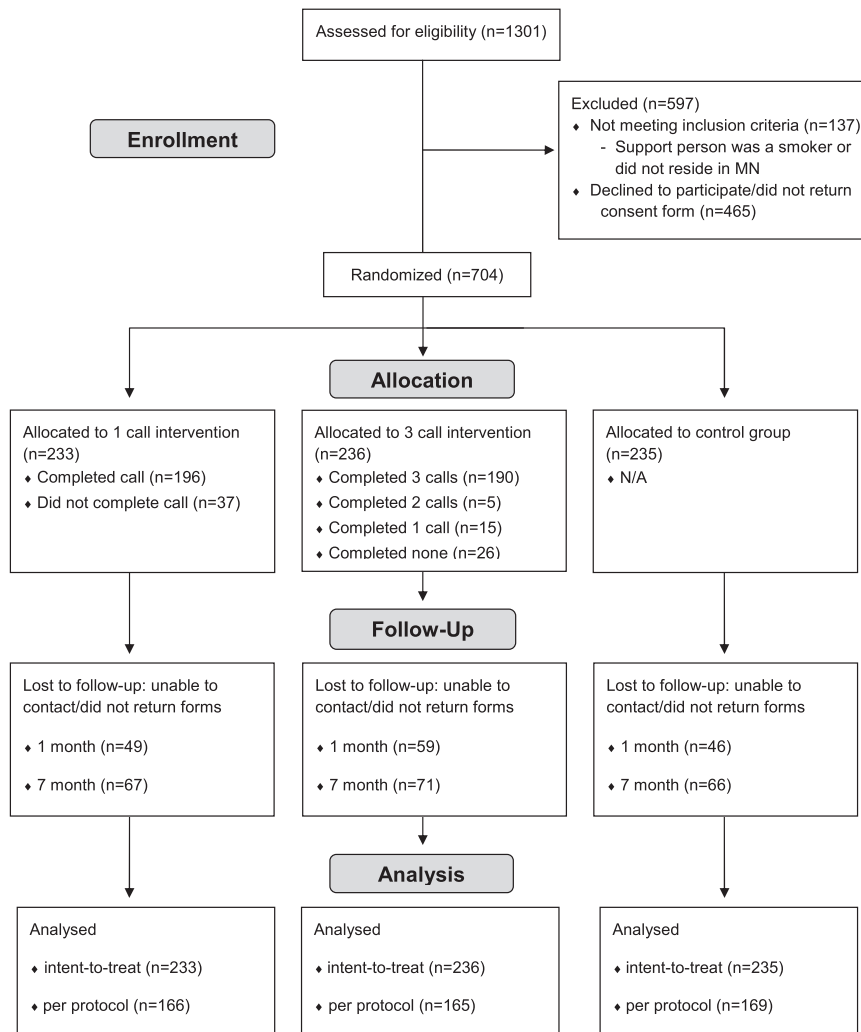 Assessed for eligibility (n=1301)
Excluded (n=597)
♦ Not meeting inclusion criteria (n=137)
- Support person was a smoker or
did not reside in MN
♦ Declined to participate/did not return
consent form (n=465)
Enrollment
Randomized (n=704)
Allocation
Allocated to 1 call intervention
(n=233)
♦ Completed call (n=196)
♦ Did not complete call (n=37)
Allocated to 3 call intervention
(n=236)
♦ Completed 3 calls (n=190)
♦ Completed 2 calls (n=5)
♦ Completed 1 call (n=15)
♦ Completed none (n=26)
Allocated to control group
(n=235)
♦ N/A
Follow-Up
Lost to follow-up: unable to
contact/did not return forms
♦ 1 month (n=49)
♦ 7 month (n=67)
Lost to follow-up: unable to
contact/did not return forms
♦ 1 month (n=59)
♦ 7 month (n=71)
Lost to follow-up: unable to
contact/did not return forms
♦ 1 month (n=46)
♦ 7 month (n=66)
Analysis
Analysed
♦ intent-to-treat (n=233)
♦ per protocol (n=166)
Analysed
♦ intent-to-treat (n=236)
♦ per protocol (n=165)
Analysed
♦ intent-to-treat (n=235)
♦ per protocol (n=169)